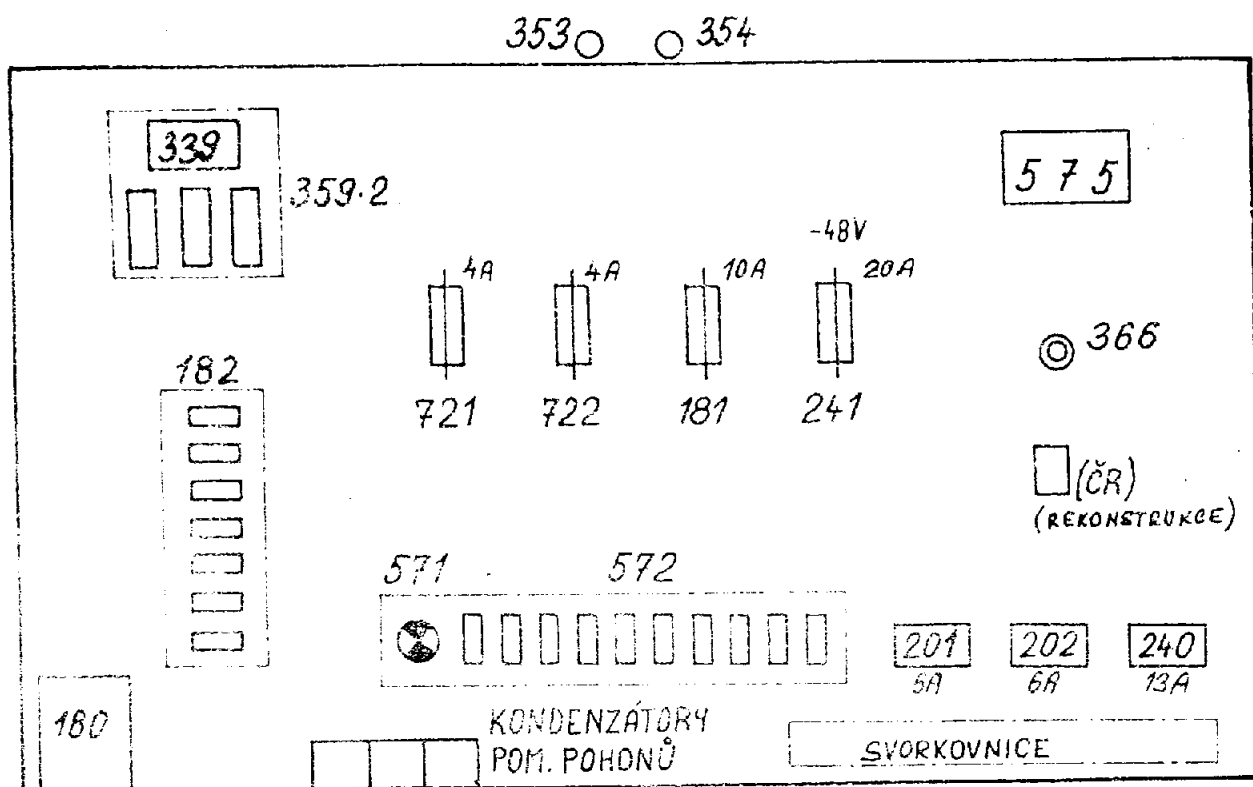 353 354
339
359.2
575
-48V
4A 4A 10A 20A
366
182
721 722 181 241
(ČR)
(REKONSTRUKCE)
571 572
201 202 240
6A 13A
180
KONDENZÁTORY
POM. POHONŮ
SVORKOVNICE